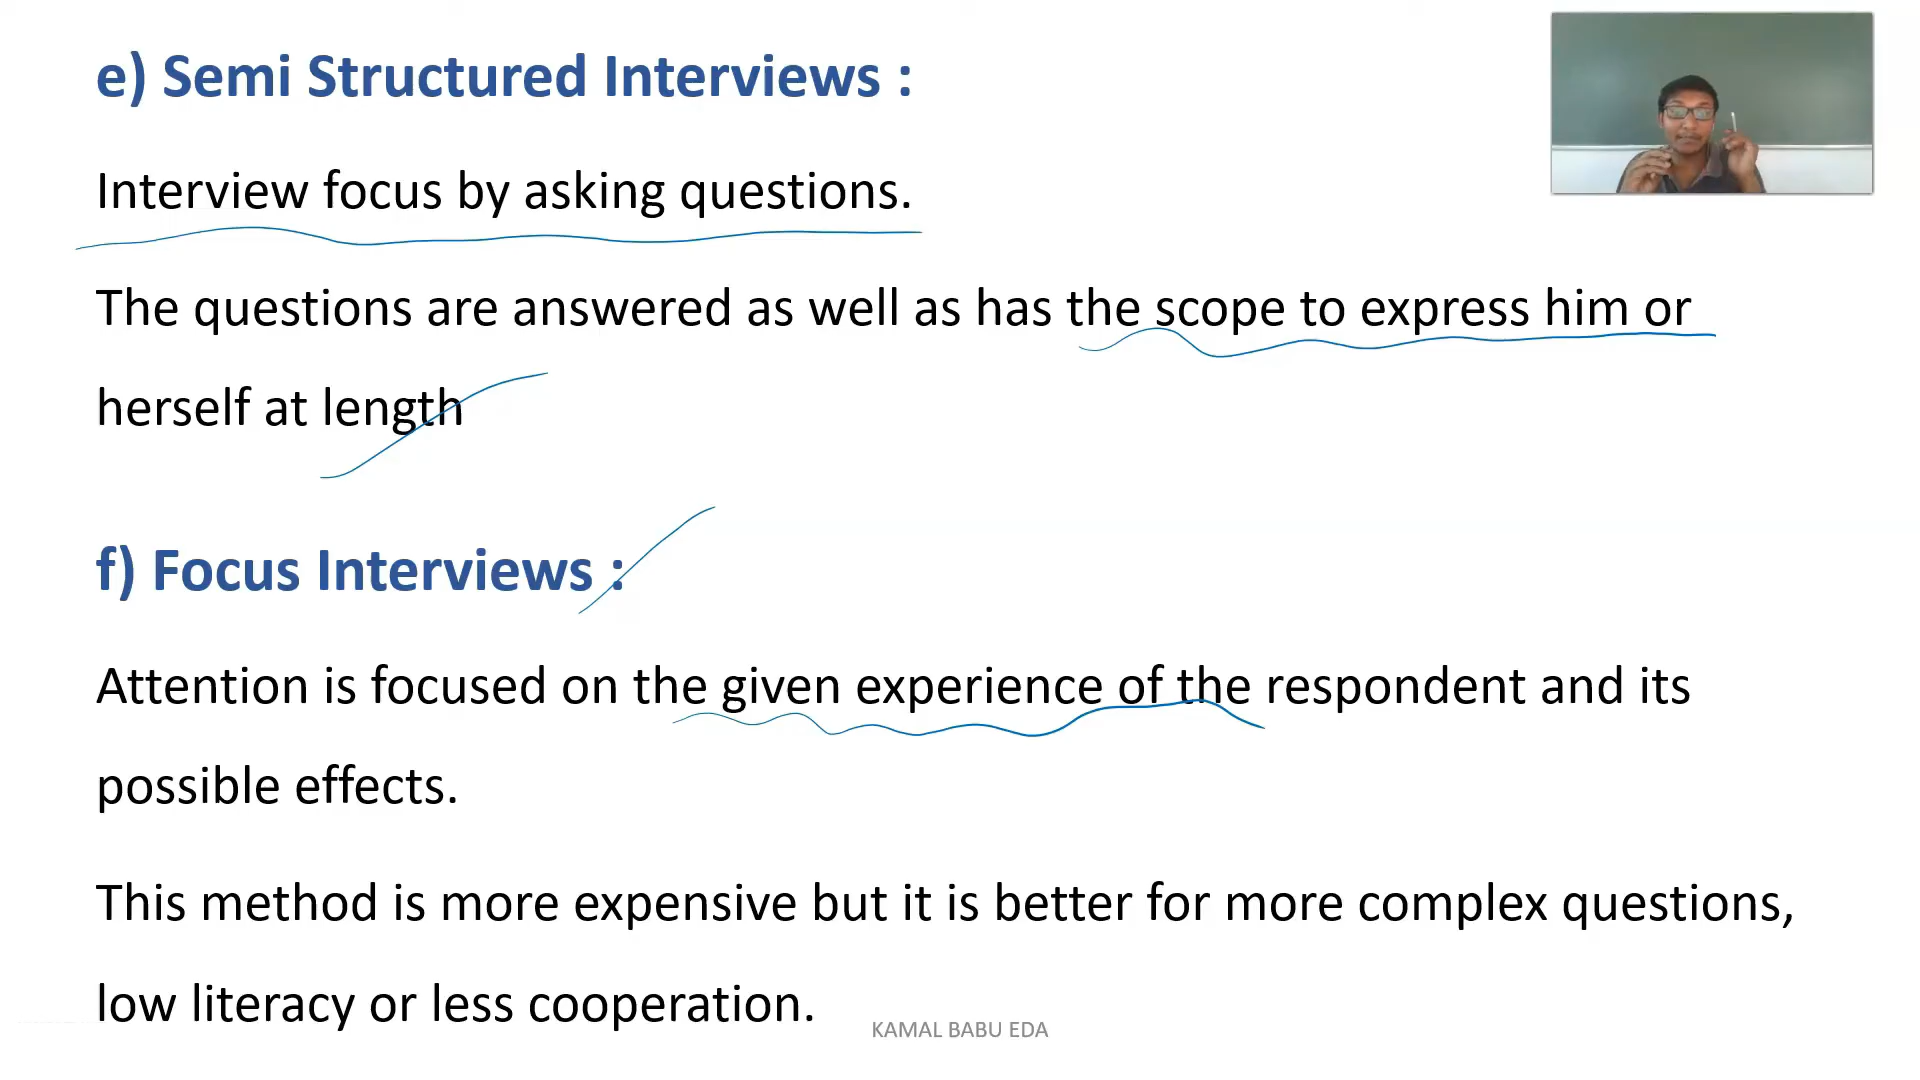 e) Semi Structured Interviews :
Interview focus by asking questions.
The questions are answered as well as has the scope to express him or
herself at length
f) Focus Interviews :
Attention is focused on the given experience of the respondent and its
possible effects.
This method is more expensive but it is better for more complex questions,
low literacy or less cooperation.
KAMAL BABU EDA